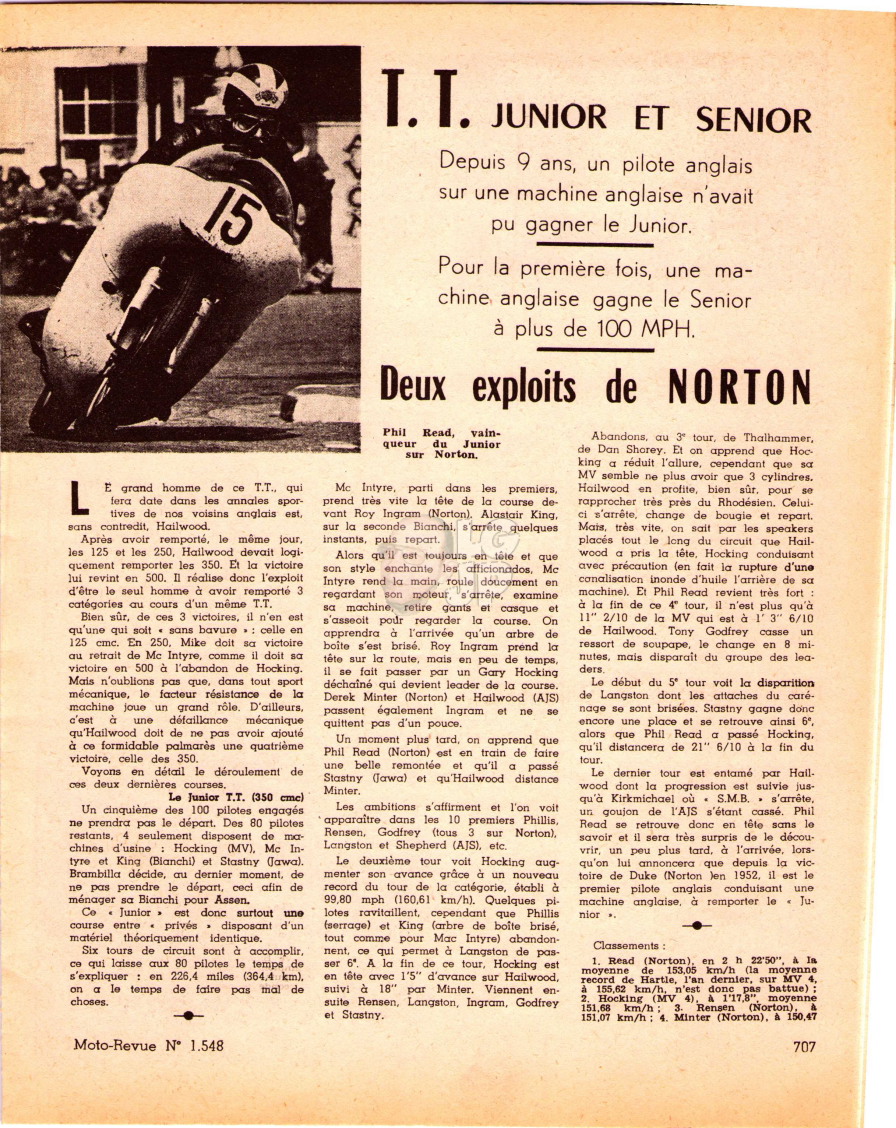 15
T.T. JUNIOR ET SENIOR
Depuis 9 ans, un pilote anglais
sur une machine anglaise n'avait
pu gagner le Junior.
Pour la première fois, une ma-
chine anglaise gagne le Senior
à plus de 100 MPH.
Deux exploits de NORTON
Phil Read, vain-
queur du Junior
sur Norton.
LE grand homme de ce T.T., qui
fera date dans les annales spor-
tives de nos voisins anglais est,
sans contredit, Hailwood.
Après avoir remporté, le même jour,
les 125 et les 250, Hailwood devait logi-
quement remporter les 350. Et la victoire
lui revint en 500. Il réalise donc l'exploit
d'être le seul homme à avoir remporté 3
catégories au cours d'un même T.T.
Bien sûr, de ces 3 victoires, il n'en est
qu'une qui soit « sans bavure » : celle en
125 cmc. En 250, Mike doit sa victoire
au retrait de Mc Intyre, comme il doit sa
victoire en 500 à l'abandon de Hocking.
Mais n'oublions pas que, dans tout sport
mécanique, le facteur résistance de la
machine joue un grand rôle. D'ailleurs,
c'est à une défaillance mécanique
qu'Hailwood doit de ne pas avoir ajouté
à ce formidable palmarès une quatrième
victoire, celle des 350.
Voyons en détail le déroulement de
ces deux dernières courses.
Le Junior T.T. (350 cmc)
Un cinquième des 100 pilotes engagés
ne prendra pas le départ. Des 80 pilotes
restants, 4 seulement disposent de ma-
chines d'usine : Hocking (MV), Mc In-
tyre et King (Bianchi) et Stastny (Jawa).
Brambilla décide, au dernier moment, de
ne pas prendre le départ, ceci afin de
ménager sa Bianchi pour Assen.
Ce « Junior » est donc surtout une
course entre « privés » disposant d'un
matériel théoriquement identique.
Six tours de circuit sont à accomplir,
ce qui laisse aux 80 pilotes le temps de
s'expliquer : en 226,4 miles (364,4 km),
on a le temps de faire pas mal de
choses.
Mc Intyre, parti dans les premiers,
prend très vite la tête de la course de-
vant Roy Ingram (Norton), Alastair King,
sur la seconde Bianchi, s'arrête quelques
instants, puis repart.
Alors qu'il est toujours en tête et que
son style enchante les afficionados, Mc
Intyre rend la main, roule doucement en
regardant son moteur, s'arrête, examine
sa machine, retire gants et casque et
s'asseoit pour regarder la course. On
apprendra à l'arrivée qu'un arbre de
boîte s'est brisé. Roy Ingram prend la
tête sur la route, mais en peu de temps,
il se fait passer par un Gary Hocking
déchaîné qui devient leader de la course.
Derek Minter (Norton) et Hailwood (AJS)
passent également Ingram et ne se
quittent pas d'un pouce.
Un moment plus tard, on apprend que
Phil Read (Norton) est en train de faire
une belle remontée et qu'il a passé
Stastny (Jawa) et qu'Hailwood distance
Minter.
Les ambitions s'affirment et l'on voit
apparaître dans les 10 premiers Phillis,
Rensen, Godfrey (tous 3 sur Norton),
Langston et Shepherd (AJS), etc.
Le deuxième tour voit Hocking aug-
menter son avance grâce à un nouveau
record du tour de la catégorie, établi à
99,80 mph (160,61 km/h). Quelques pi-
lotes ravitaillent, cependant que Phillis
(serrage) et King (arbre de boîte brisé,
tout comme pour Mac Intyre) abandon-
nent, ce qui permet à Langston de pas-
ser 6e. A la fin de ce tour, Hocking est
en tête avec 1'5" d'avance sur Hailwood,
suivi à 18" par Minter. Viennent en-
suite Rensen, Langston, Ingram, Godfrey
et Stastny.
Abandons, au 3e tour, de Thalhammer,
de Dan Shorey. Et on apprend que Hoc-
king a réduit l'allure, cependant que sa
MV semble ne plus avoir que 3 cylindres.
Hailwood en profite, bien sûr, pour se
rapprocher très près du Rhodésien. Celui-
ci s'arrête, change de bougie et repart.
Mais, très vite, on sait par les speakers
placés tout le long du circuit que Hail-
wood a pris la tête, Hocking conduisant
avec précaution (en fait la rupture d'une
canalisation inonde d'huile l'arrière de sa
machine). Et Phil Read revient très fort :
à la fin de ce 4e tour, il n'est plus qu'à
11" 2/10 de la MV qui est à 1' 3" 6/10
de Hailwood. Tony Godfrey casse un
ressort de soupape, le change en 8 mi-
nutes, mais disparaît du groupe des lea-
ders.
Le début du 5e tour voit la disparition
de Langston dont les attaches du caré-
nage se sont brisées. Stastny gagne donc
encore une place et se retrouve ainsi 6e,
alors que Phil Read a passé Hocking,
qu'il distancera de 21" 6/10 à la fin du
tour.
Le dernier tour est entamé par Hail-
wood dont la progression est suivie jus-
qu'à Kirkmichael où « S.M.B. » s'arrête,
un goujon de l'AJS s'étant cassé. Phil
Read se retrouve donc en tête sans le
savoir et il sera très surpris de le décou-
vrir, un peu plus tard, à l'arrivée, lors-
qu'on lui annoncera que depuis la vic-
toire de Duke (Norton )en 1952, il est le
premier pilote anglais conduisant une
machine anglaise, à remporter le « Ju-
nior ».
Classements :
1. Read (Norton), en 2 h 22'50", à la
moyenne de 153,05 km/h (la moyenne
record de Hartle, l'an dernier, sur MV 4,
à 155,62 km/h, n'est donc pas battue) ;
2. Hocking (MV 4), à 1'17,8", moyenne
151,68 km/h ; 3. Rensen (Norton), à
151,07 km/h ; 4. Minter (Norton), à 150,47
Moto-Revue N° 1.548
707